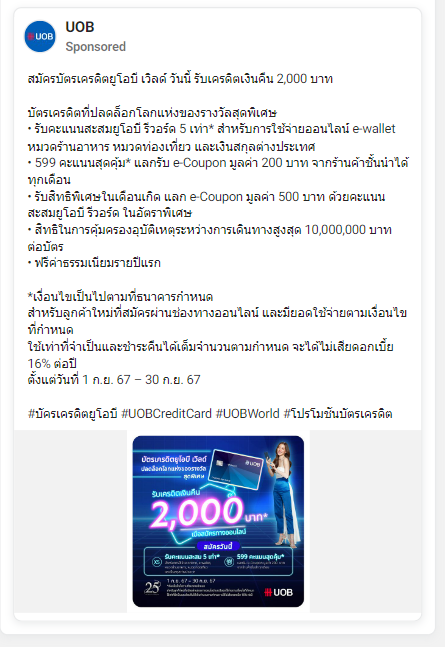 UOB
UOB
Sponsored
สมัครบัตรเครดิตยูโอบี เวิลด์ วันนี้ รับเครดิตเงินคืน 2,000 บาท
บัตรเครดิตที่ปลดล็อกโลกแห่งของรางวัลสุดพิเศษ
• รับคะแนนสะสมยูโอบี รีวอร์ด 5 เท่า* สำหรับการใช้จ่ายออนไลน์ e-wallet
หมวดร้านอาหาร หมวดท่องเที่ยว และเงินสกุลต่างประเทศ
• 599 คะแนนสุดคุ้ม* แลกรับ e-Coupon มูลค่า 200 บาท จากร้านค้าชั้นนำได้
ทุกเดือน
• รับสิทธิพิเศษในเดือนเกิด แลก e-Coupon มูลค่า 500 บาท ด้วยคะแนน
สะสมยูโอบี รีวอร์ด ในอัตราพิเศษ
• สิทธิในการคุ้มครองอุบัติเหตุระหว่างการเดินทางสูงสุด 10,000,000 บาท
ต่อบัตร
• ฟรีค่าธรรมเนียมรายปีแรก
*เงื่อนไขเป็นไปตามที่ธนาคารกำหนด
สำหรับลูกค้าใหม่ที่สมัครผ่านช่องทางออนไลน์ และมียอดใช้จ่ายตามเงื่อนไข
ที่กำหนด
ใช้เท่าที่จำเป็นและชำระคืนได้เต็มจำนวนตามกำหนด จะได้ไม่เสียดอกเบี้ย
16% ต่อปี
ตั้งแต่วันที่ 1 ก.ย. 67 – 30 ก.ย. 67
#บัครเครดิตยูโอบี #UOBCreditCard #UOBWorld #โปรโมชันบัตรเครดิต
บัตรเครดิตยูโอบี เวิลด์
ปลดล็อกโลกแห่งของรางวัล
สุดพิเศษ
UOB
รับเครดิตเงินคืน
2,000 บาท*
เมื่อสมัครทางออนไลน์
สมัครวันนี้
X5
รับคะแนนสะสม 5 เท่า*
599 คะแนนสุดคุ้ม*
25
1 ก.ย. 67 - 30 ก.ย. 67
UOB